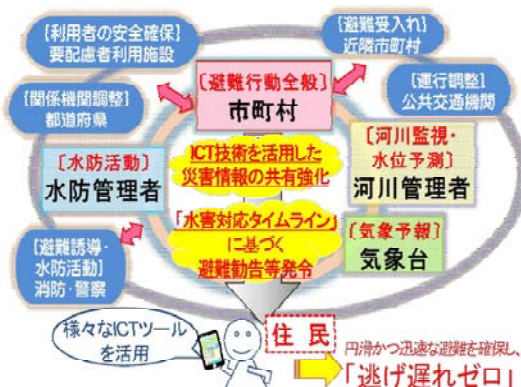 [利用者の安全確保]
要配慮者利用施設
[避難受入れ]
近隣市町村
[関係機関調整]
都道府県
[避難行動全般]
市町村
[運行調整]
公共交通機関
[水防活動]
水防管理者
ICT技術を活用した
災害情報の共有強化
[河川監視・
水位予測]
河川管理者
[避難誘導・
水防活動]
消防・警察
「水害対応タイムライン」
に基づく
避難勧告等発令
[気象予報]
気象台
様々なICTツール
を活用
住民
円滑かつ迅速な避難を確保し、
「逃げ遅れゼロ」